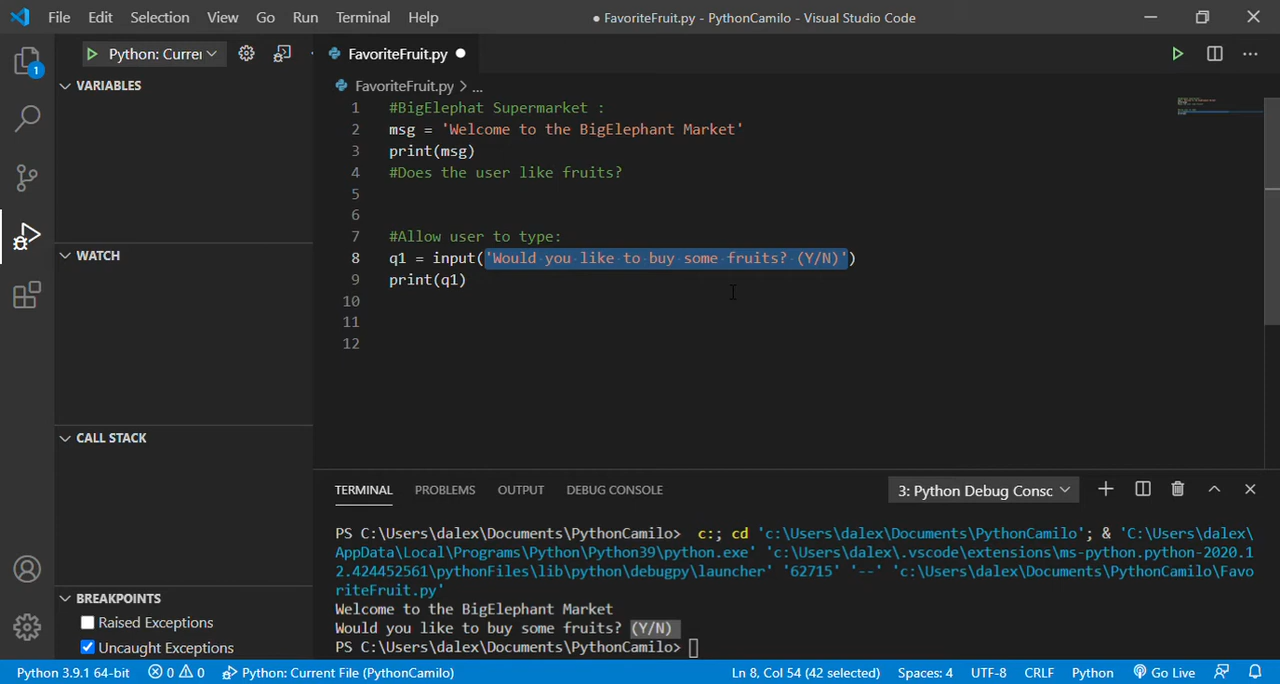 File Edit Selection View Go Run Terminal Help ● FavoriteFruit.py - PythonCamilo - Visual Studio Code
Python: Currer FavoriteFruit.py ●
1
VARIABLES
FavoriteFruit.py > ...
1 #BigElephat Supermarket :
2 msg = 'Welcome to the BigElephant Market'
3 print(msg)
4 #Does the user like fruits?
5
6
7 #Allow user to type:
8 q1 = input('Would you like to buy some fruits? (Y/N)')
9 print(q1)
10
11
12
WATCH
CALL STACK
BREAKPOINTS
Raised Exceptions
Uncaught Exceptions
TERMINAL PROBLEMS OUTPUT DEBUG CONSOLE 3: Python Debug Consc
PS C:\Users\dalex\Documents\PythonCamilo> c:; cd 'c:\Users\dalex\Documents\PythonCamilo'; & 'C:\Users\dalex\
AppData\Local\Programs\Python\Python39\python.exe' 'c:\Users\dalex\.vscode\extensions\ms-python.python-2020.1
2.424452561\pythonFiles\lib\python\debugpy\launcher' '62715' '--' 'c:\Users\dalex\Documents\PythonCamilo\Favo
riteFruit.py'
Welcome to the BigElephant Market
Would you like to buy some fruits? (Y/N)
PS C:\Users\dalex\Documents\PythonCamilo>
Python 3.9.1 64-bit 0 0 Python: Current File (PythonCamilo) Ln 8, Col 54 (42 selected) Spaces: 4 UTF-8 CRLF Python Go Live